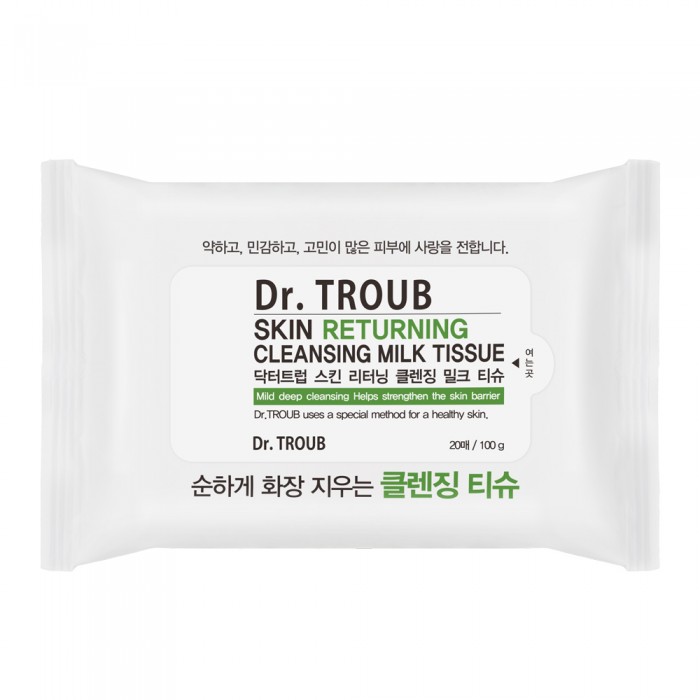 약하고, 민감하고, 고민이 많은 피부에 사랑을 전합니다.
Dr. TROUB
SKIN RETURNING
CLEANSING MILK TISSUE
여는곳
닥터트럽 스킨 리터닝 클렌징 밀크 티슈
Mild deep cleansing Helps strengthen the skin barrier
Dr.TROUB uses a special method for a healthy skin.
Dr. TROUB 20매 / 100 g
순하게 화장 지우는 클렌징 티슈